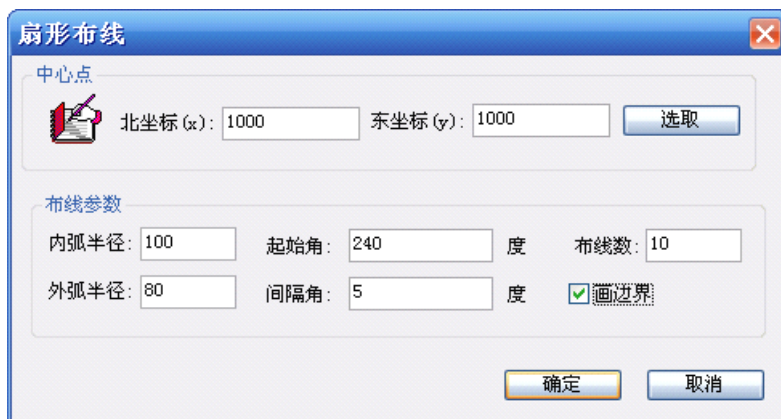 扇形布线
中心点
北坐标(x): 1000 东坐标(y): 1000 选取
布线参数
内弧半径: 100 起始角: 240 度 布线数: 10
外弧半径: 80 间隔角: 5 度 画边界
确定 取消